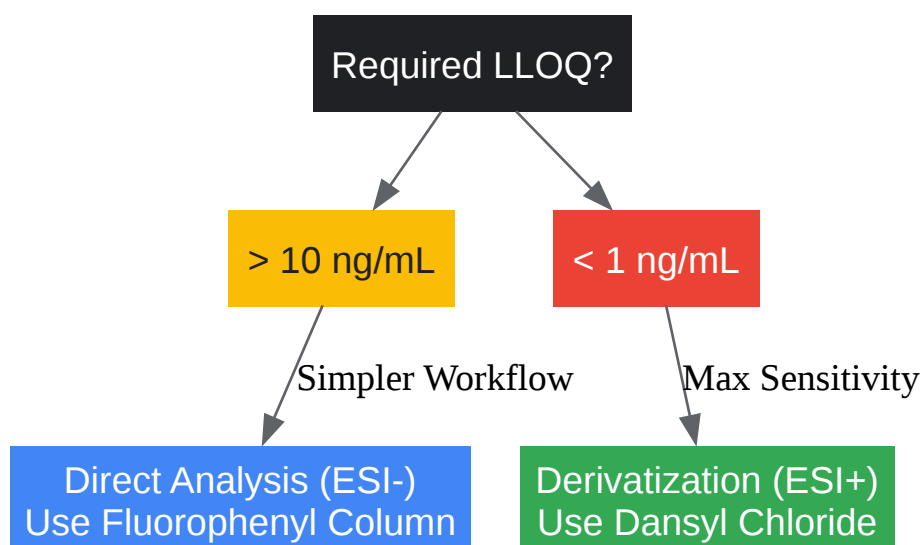 Required LLOQ?
> 10 ng/mL
< 1 ng/mL
Simpler Workflow
Max Sensitivity
Direct Analysis (ESI-)
Use Fluorophenyl Column
Derivatization (ESI+)
Use Dansyl Chloride